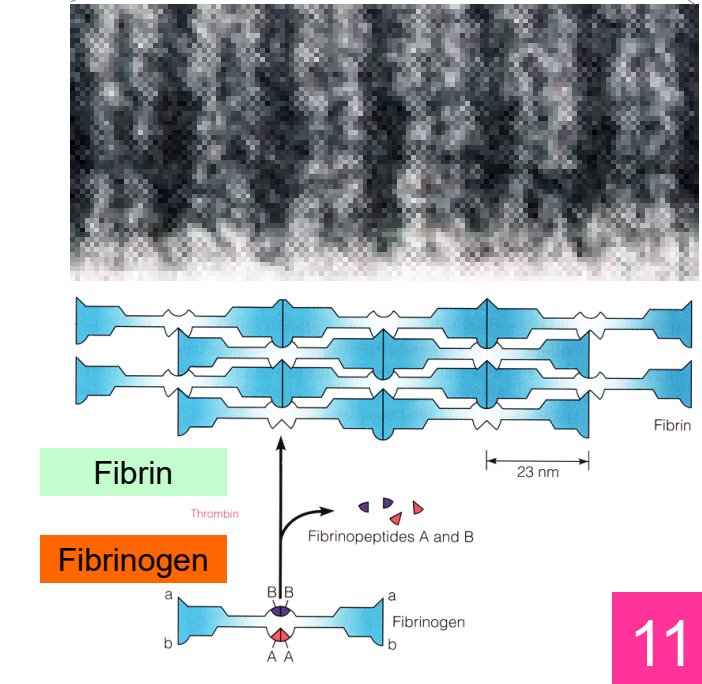 Fibrin
23 nm
Fibrin
Thrombin
Fibrinopeptides A and B
Fibrinogen
B B
a
a
Fibrinogen
b
b
A A
11